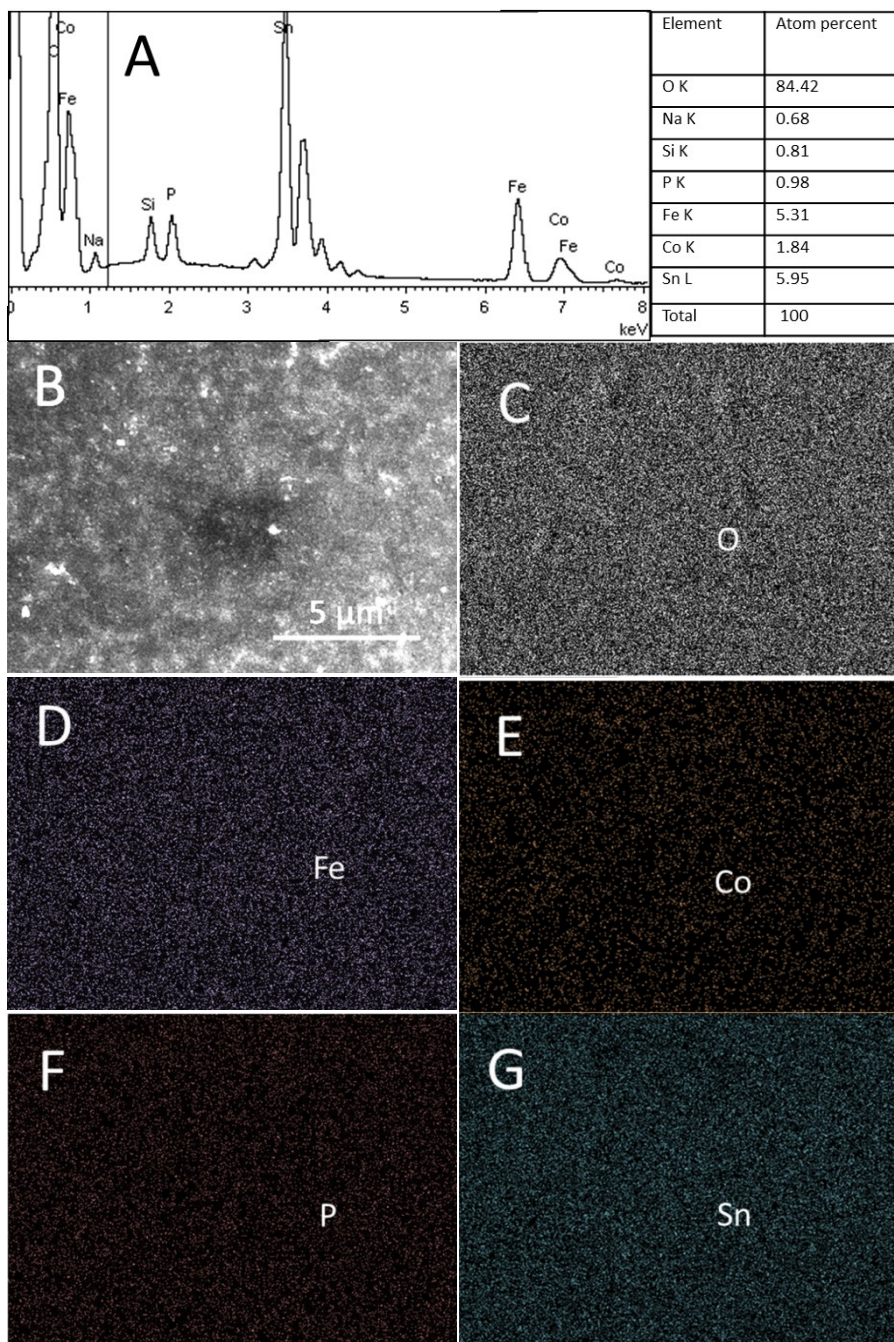 Co
O
Fe
Na
Si
P
Sn
Fe
Co
Fe
Co
A
0 1 2 3 4 5 6 7 8
keV
Element Atom percent
O K 84.42
Na K 0.68
Si K 0.81
P K 0.98
Fe K 5.31
Co K 1.84
Sn L 5.95
Total 100
B
5 μm
C
O
D
Fe
E
Co
F
P
G
Sn